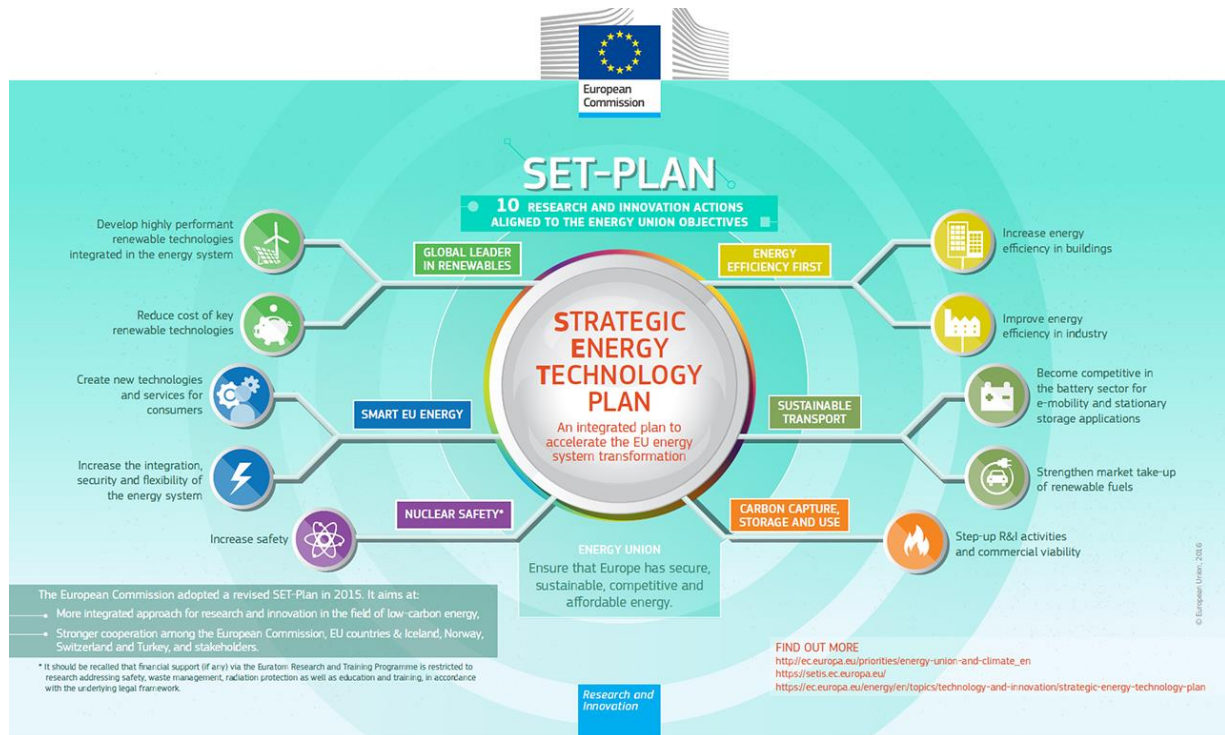 European
Commission
SET-PLAN
10 RESEARCH AND INNOVATION ACTIONS
ALIGNED TO THE ENERGY UNION OBJECTIVES
Develop highly performant
renewable technologies
integrated in the energy system
Reduce cost of key
renewable technologies
GLOBAL LEADER
IN RENEWABLES
Create new technologies
and services for
consumers
Increase the integration,
security and flexibility of
the energy system
SMART EU ENERGY
Increase safety
NUCLEAR SAFETY*
STRATEGIC
ENERGY
TECHNOLOGY
PLAN
An integrated plan to
accelerate the EU energy
system transformation
ENERGY
EFFICIENCY FIRST
Increase energy
efficiency in buildings
Improve energy
efficiency in industry
SUSTAINABLE
TRANSPORT
Become competitive in
the battery sector for
e-mobility and stationary
storage applications
Strengthen market take-up
of renewable fuels
CARBON CAPTURE,
STORAGE AND USE
Step-up R&I activities
and commercial viability
ENERGY UNION
Ensure that Europe has secure,
sustainable, competitive and
affordable energy.
The European Commission adopted a revised SET-Plan in 2015. It aims at:
More integrated approach for research and innovation in the field of low-carbon energy,
Stronger cooperation among the European Commission, EU countries & Iceland, Norway,
Switzerland and Turkey, and stakeholders.
* It should be recalled that financial support (if any) via the Euratom Research and Training Programme is restricted to
research addressing safety, waste management, radiation protection as well as education and training, in accordance
with the underlying legal framework.
FIND OUT MORE
http://ec.europa.eu/priorities/energy-union-and-climate_en
https://setis.ec.europa.eu/
https://ec.europa.eu/energy/en/topics/technology-and-innovation/strategic-energy-technology-plan
© European Union, 2016
Research and
Innovation